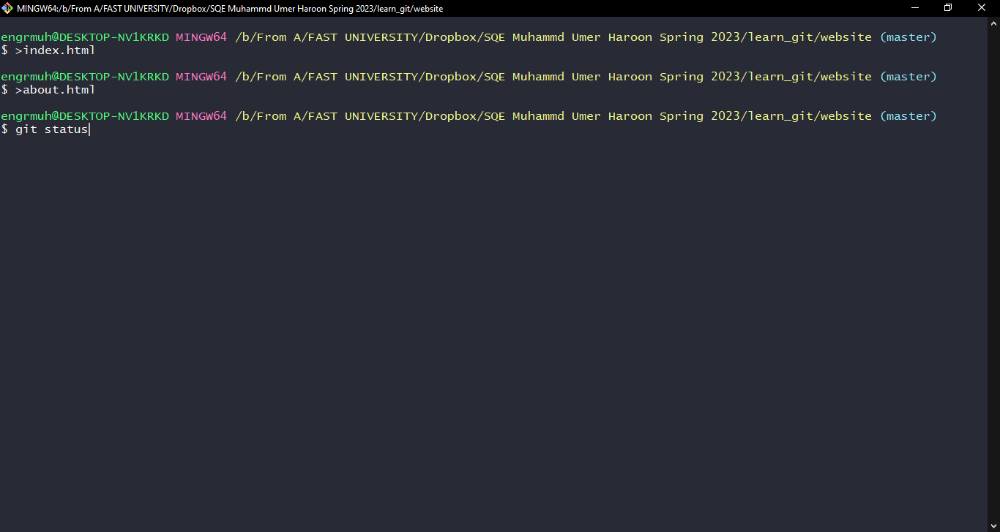 MINGW64:/b/From A/FAST UNIVERSITY/Dropbox/SQE Muhammd Umer Haroon Spring 2023/learn_git/website
engrmuh@DESKTOP-NV1KRKD MINGW64 /b/From A/FAST UNIVERSITY/Dropbox/SQE Muhammd Umer Haroon Spring 2023/learn_git/website (master)
$ >index.html
engrmuh@DESKTOP-NV1KRKD MINGW64 /b/From A/FAST UNIVERSITY/Dropbox/SQE Muhammd Umer Haroon Spring 2023/learn_git/website (master)
$ >about.html
engrmuh@DESKTOP-NV1KRKD MINGW64 /b/From A/FAST UNIVERSITY/Dropbox/SQE Muhammd Umer Haroon Spring 2023/learn_git/website (master)
$ git status